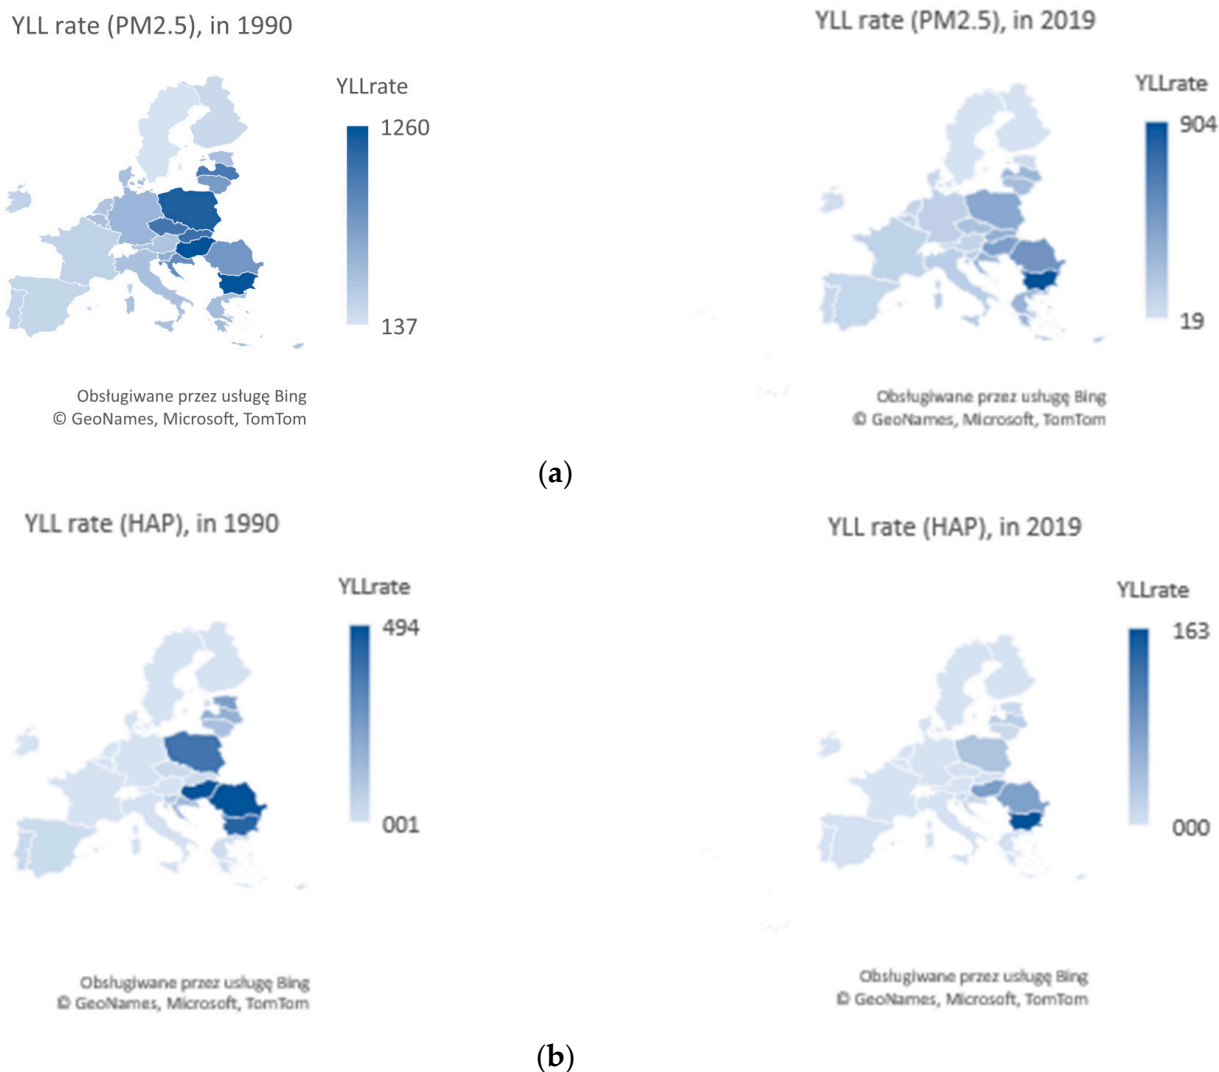 YLL rate (PM2.5), in 1990
YLLrate
1260
137
Obsługiwane przez usługę Bing
© GeoNames, Microsoft, TomTom
YLL rate (PM2.5), in 2019
YLLrate
904
19
Obsługiwane przez usługę Bing
© GeoNames, Microsoft, TomTom
(a)
YLL rate (HAP), in 1990
YLLrate
494
001
Obsługiwane przez usługę Bing
© GeoNames, Microsoft, TomTom
YLL rate (HAP), in 2019
YLLrate
163
000
Obsługiwane przez usługę Bing
© GeoNames, Microsoft, TomTom
(b)